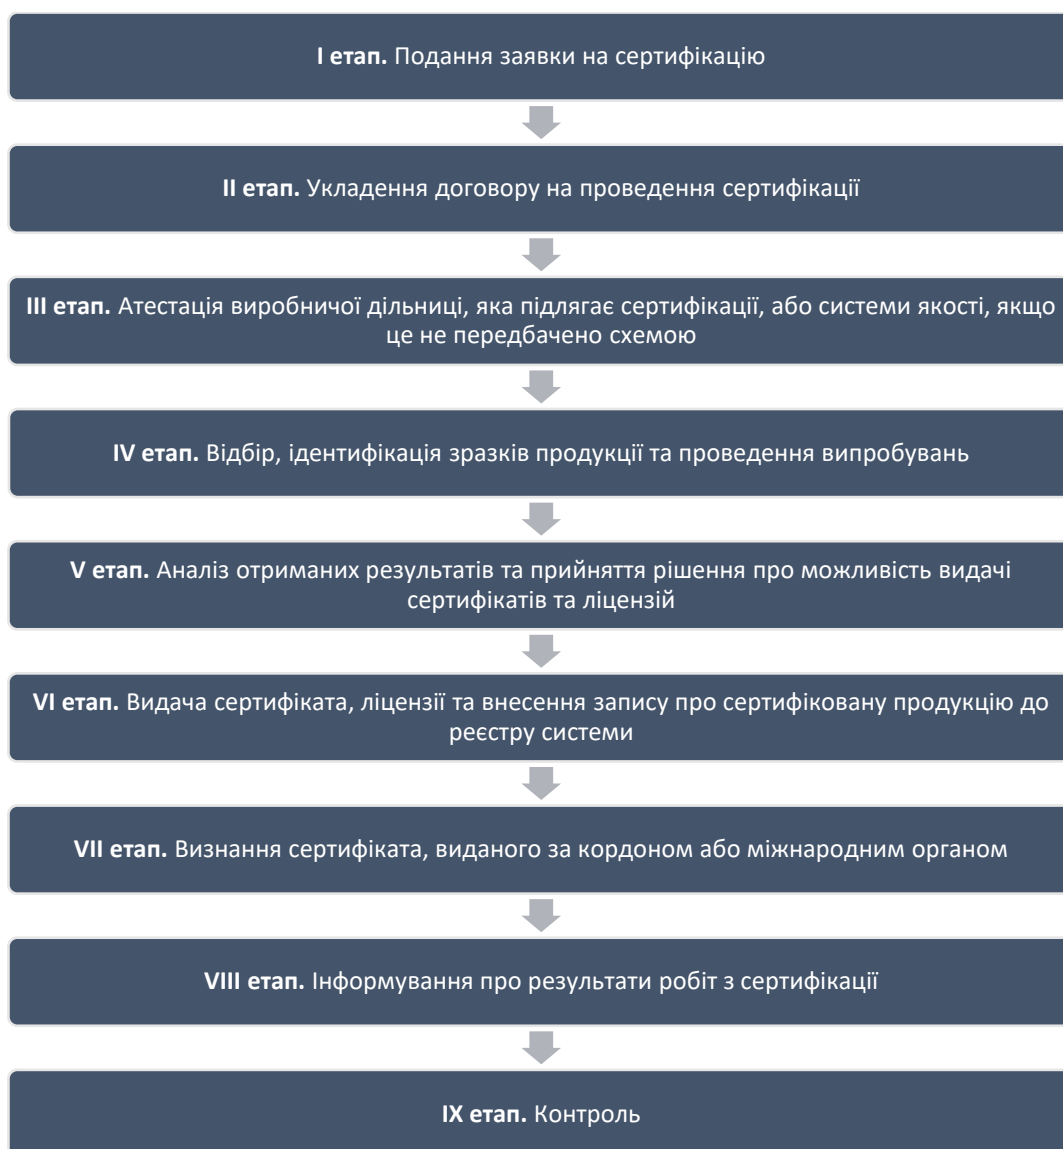 I етап. Подання заявки на сертифікацію
II етап. Укладення договору на проведення сертифікації
III етап. Атестація виробничої дільниці, яка підлягає сертифікації, або системи якості, якщо
це не передбачено схемою
IV етап. Відбір, ідентифікація зразків продукції та проведення випробувань
V етап. Аналіз отриманих результатів та прийняття рішення про можливість видачі
сертифікатів та ліцензій
VI етап. Видача сертифіката, ліцензії та внесення запису про сертифіковану продукцію до
реєстру системи
VII етап. Визнання сертифіката, виданого за кордоном або міжнародним органом
VIII етап. Інформування про результати робіт з сертифікації
IX етап. Контроль